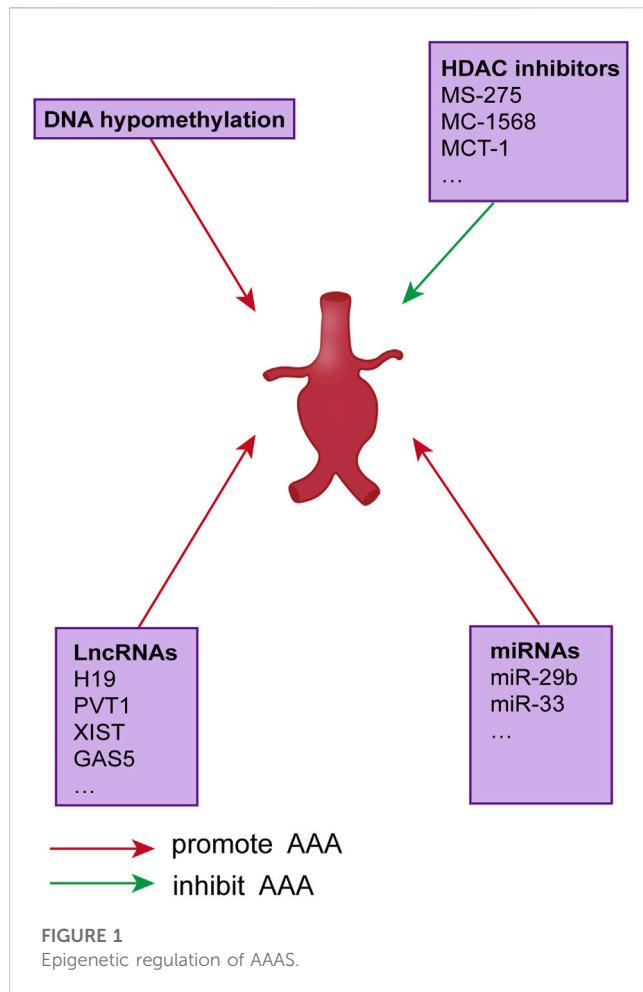 DNA hypomethylation
HDAC inhibitors
MS-275
MC-1568
MCT-1
...
LncRNAs
H19
PVT1
XIST
GAS5
...
miRNAs
miR-29b
miR-33
...
promote AAA
inhibit AAA
FIGURE 1
Epigenetic regulation of AAAS.